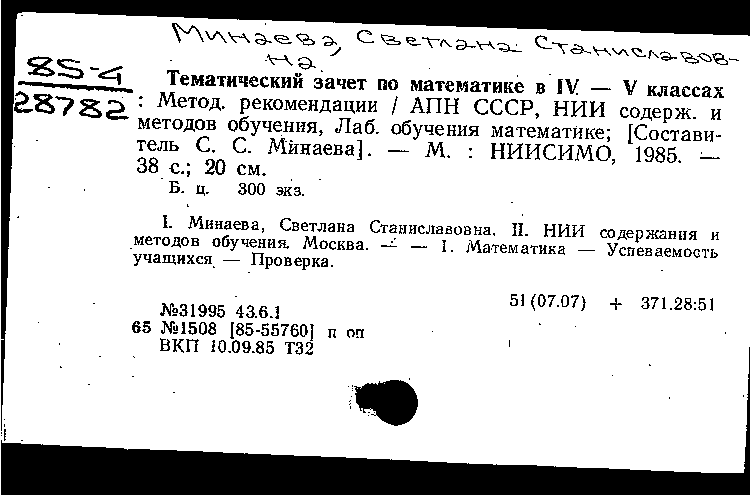 Минаева, Светлана Станиславов-
на.
85-4
28782
Тематический зачет по математике в IV. — V классах
: Метод. рекомендации / АПН СССР, НИИ содерж. и
методов обучения, Лаб. обучения математике; [Состави-
тель С. С. Минаева]. — М. : НИИСИМО, 1985. —
38 с.; 20 см.
Б. ц. 300 экз.
I. Минаева, Светлана Станиславовна. II. НИИ содержания и
методов обучения. Москва. — — 1. Математика — Успеваемость
учащихся — Проверка.
51(07.07) + 371.28:51
№31995 43.6.1
65 №1508 [85-55760] п оп
ВКП 10.09.85 Т32